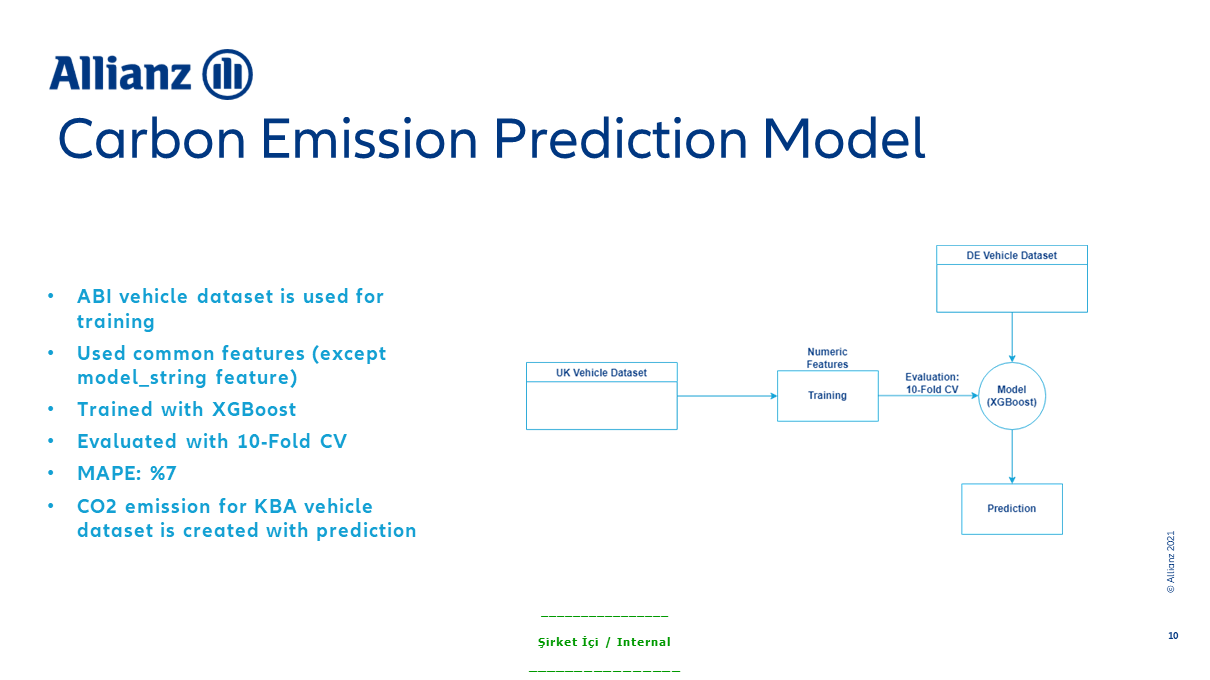 Allianz
Carbon Emission Prediction Model
• ABI vehicle dataset is used for
training
• Used common features (except
model_string feature)
• Trained with XGBoost
• Evaluated with 10-Fold CV
• MAPE: %7
• CO2 emission for KBA vehicle
dataset is created with prediction
DE Vehicle Dataset
UK Vehicle Dataset
Numeric
Features
Training
Evaluation:
10-Fold CV
Model
(XGBoost)
Prediction
© Allianz 2021
Şirket İçi / Internal
10